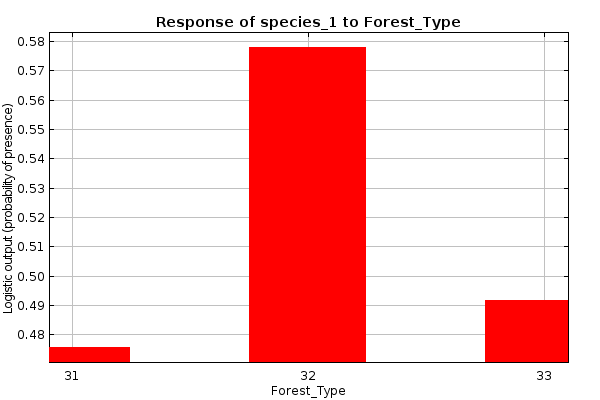 Response of species_1 to Forest_Type
Logistic output (probability of presence)
0.58
0.57
0.56
0.55
0.54
0.53
0.52
0.51
0.50
0.49
0.48
31 32 33
Forest_Type